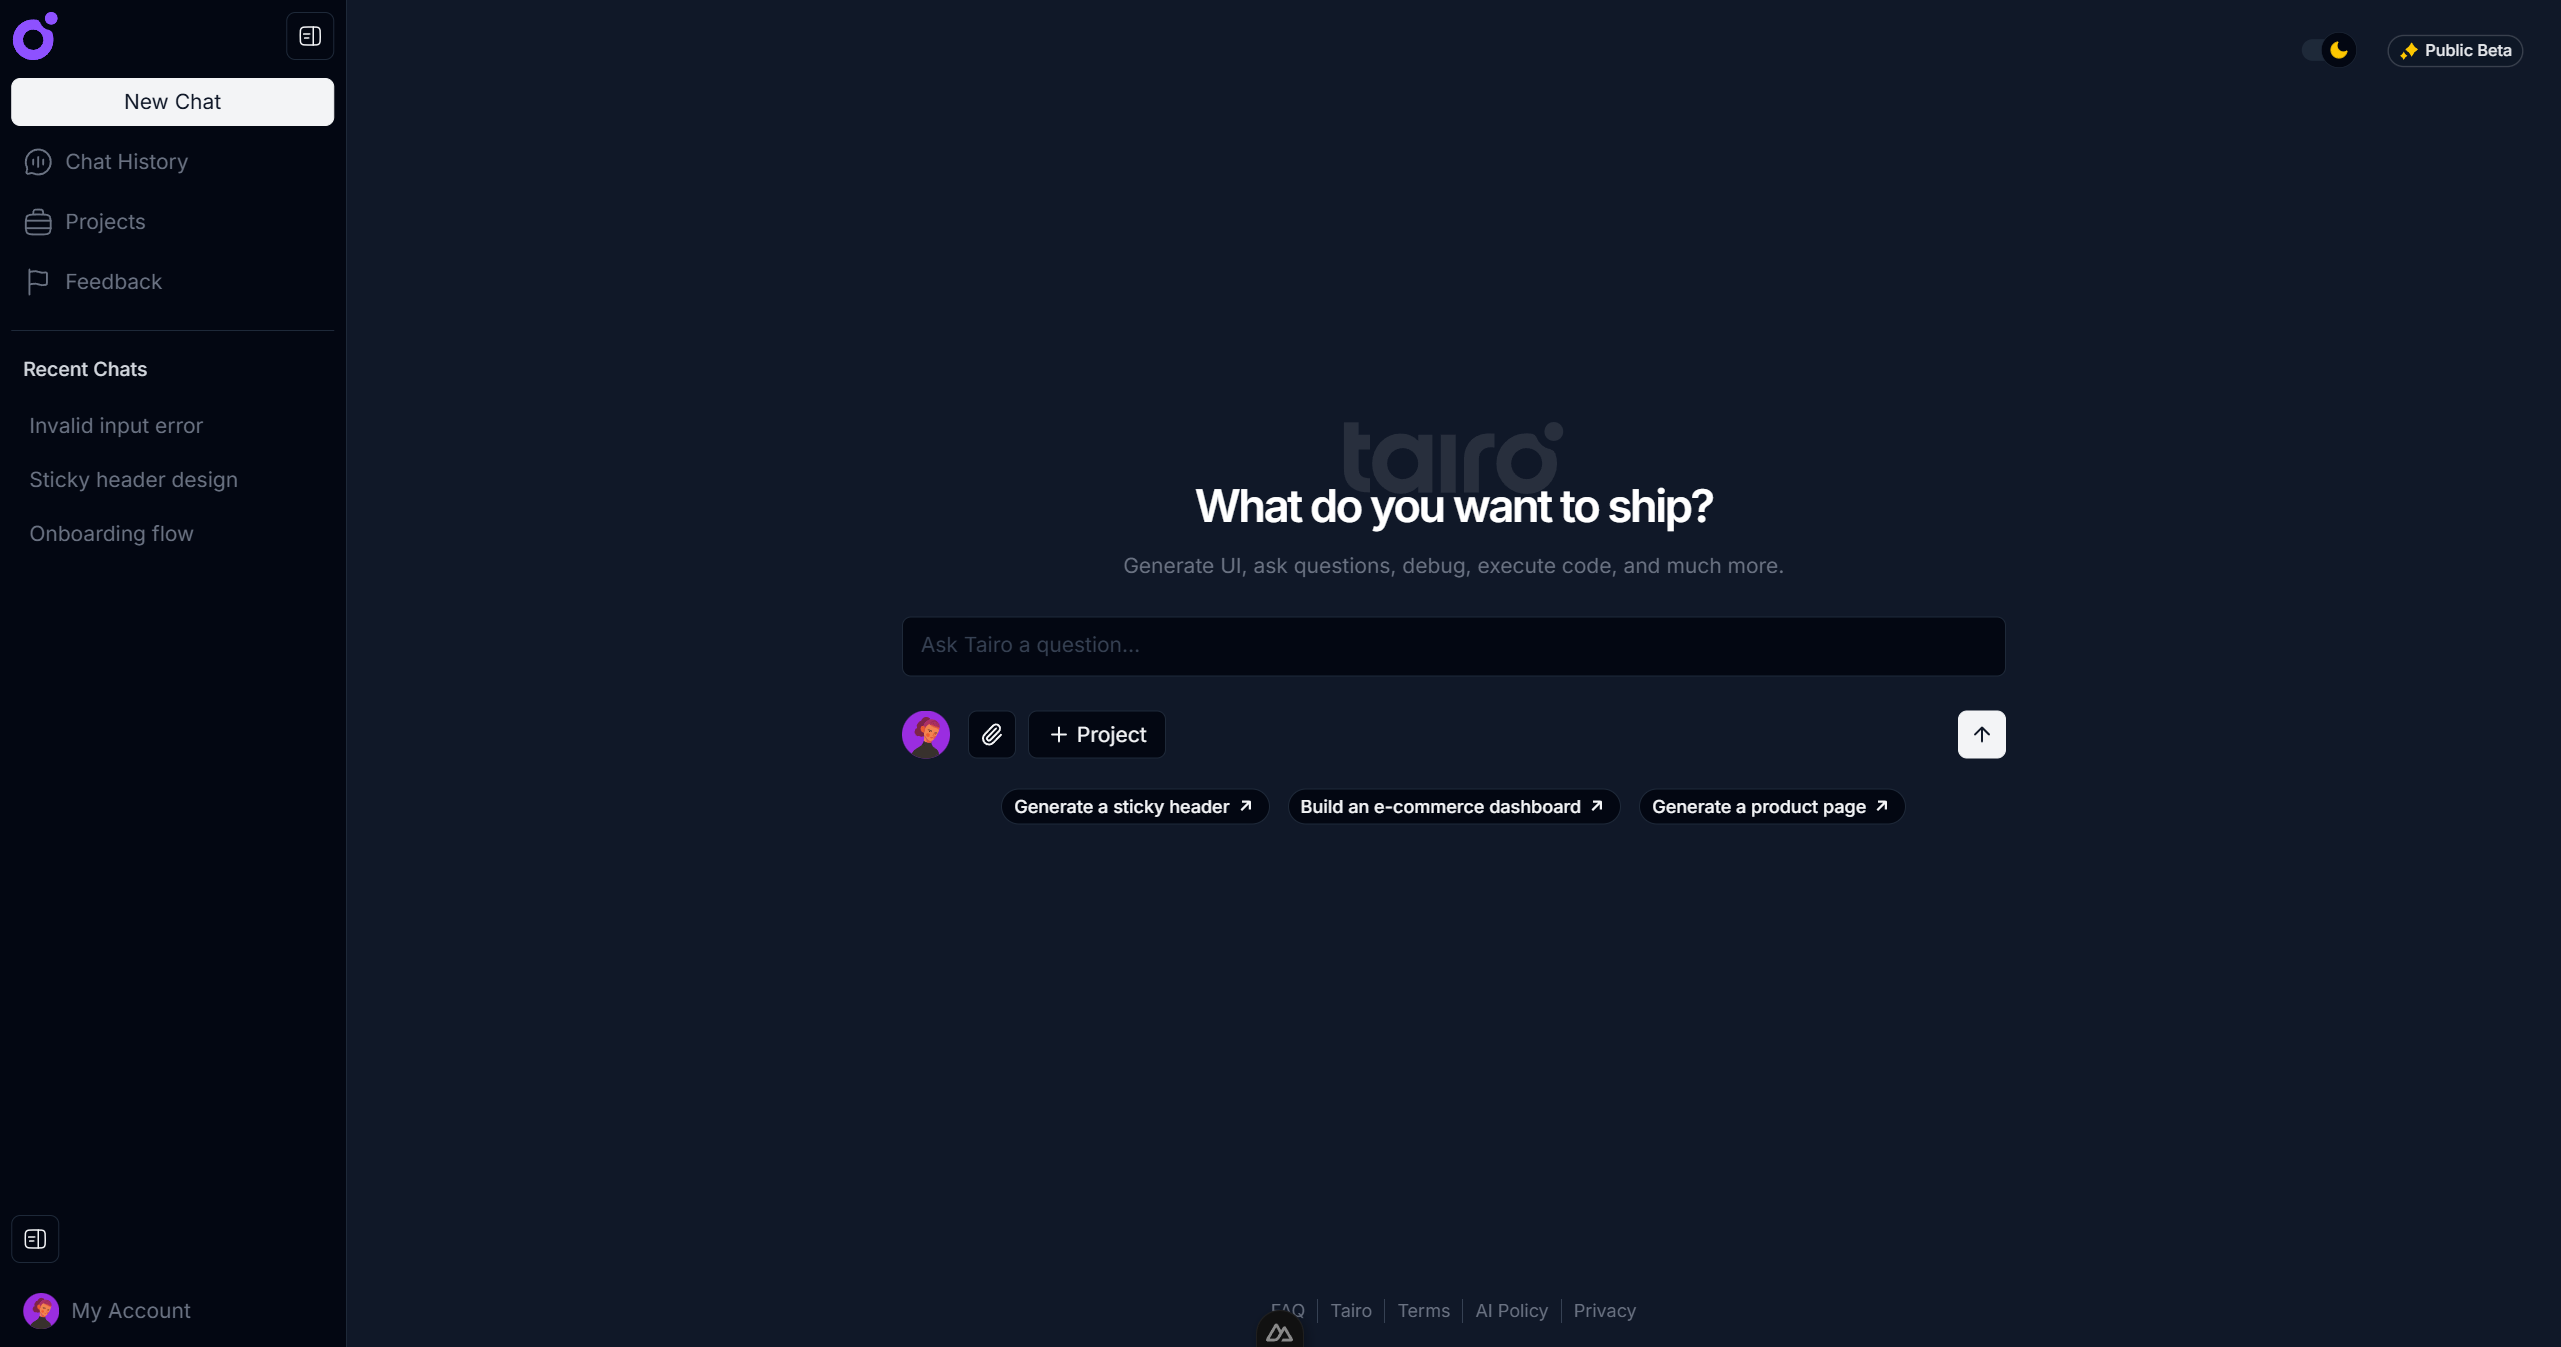 New Chat
Chat History
Projects
Feedback
Recent Chats
Invalid input error
Sticky header design
Onboarding flow
My Account
Public Beta
tairo
What do you want to ship?
Generate UI, ask questions, debug, execute code, and much more.
Ask Tairo a question...
+ Project
Generate a sticky header
Build an e-commerce dashboard
Generate a product page
FAQ
Tairo
Terms
AI Policy
Privacy